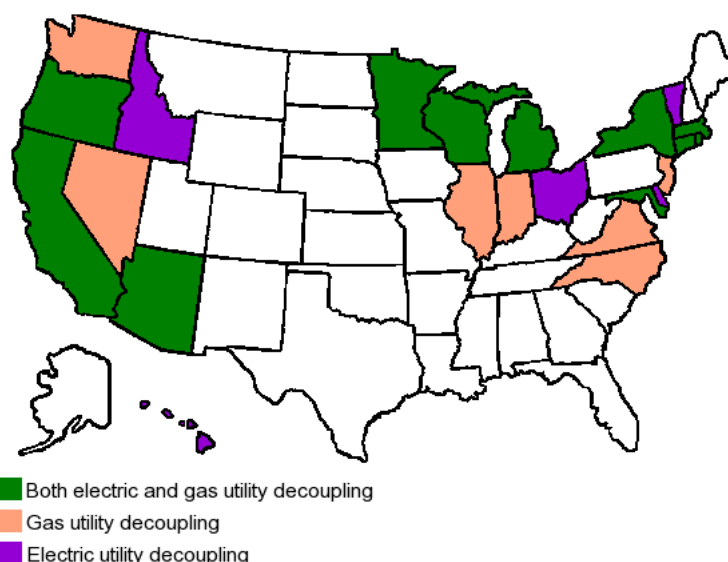 Both electric and gas utility decoupling
Gas utility decoupling
Electric utility decoupling